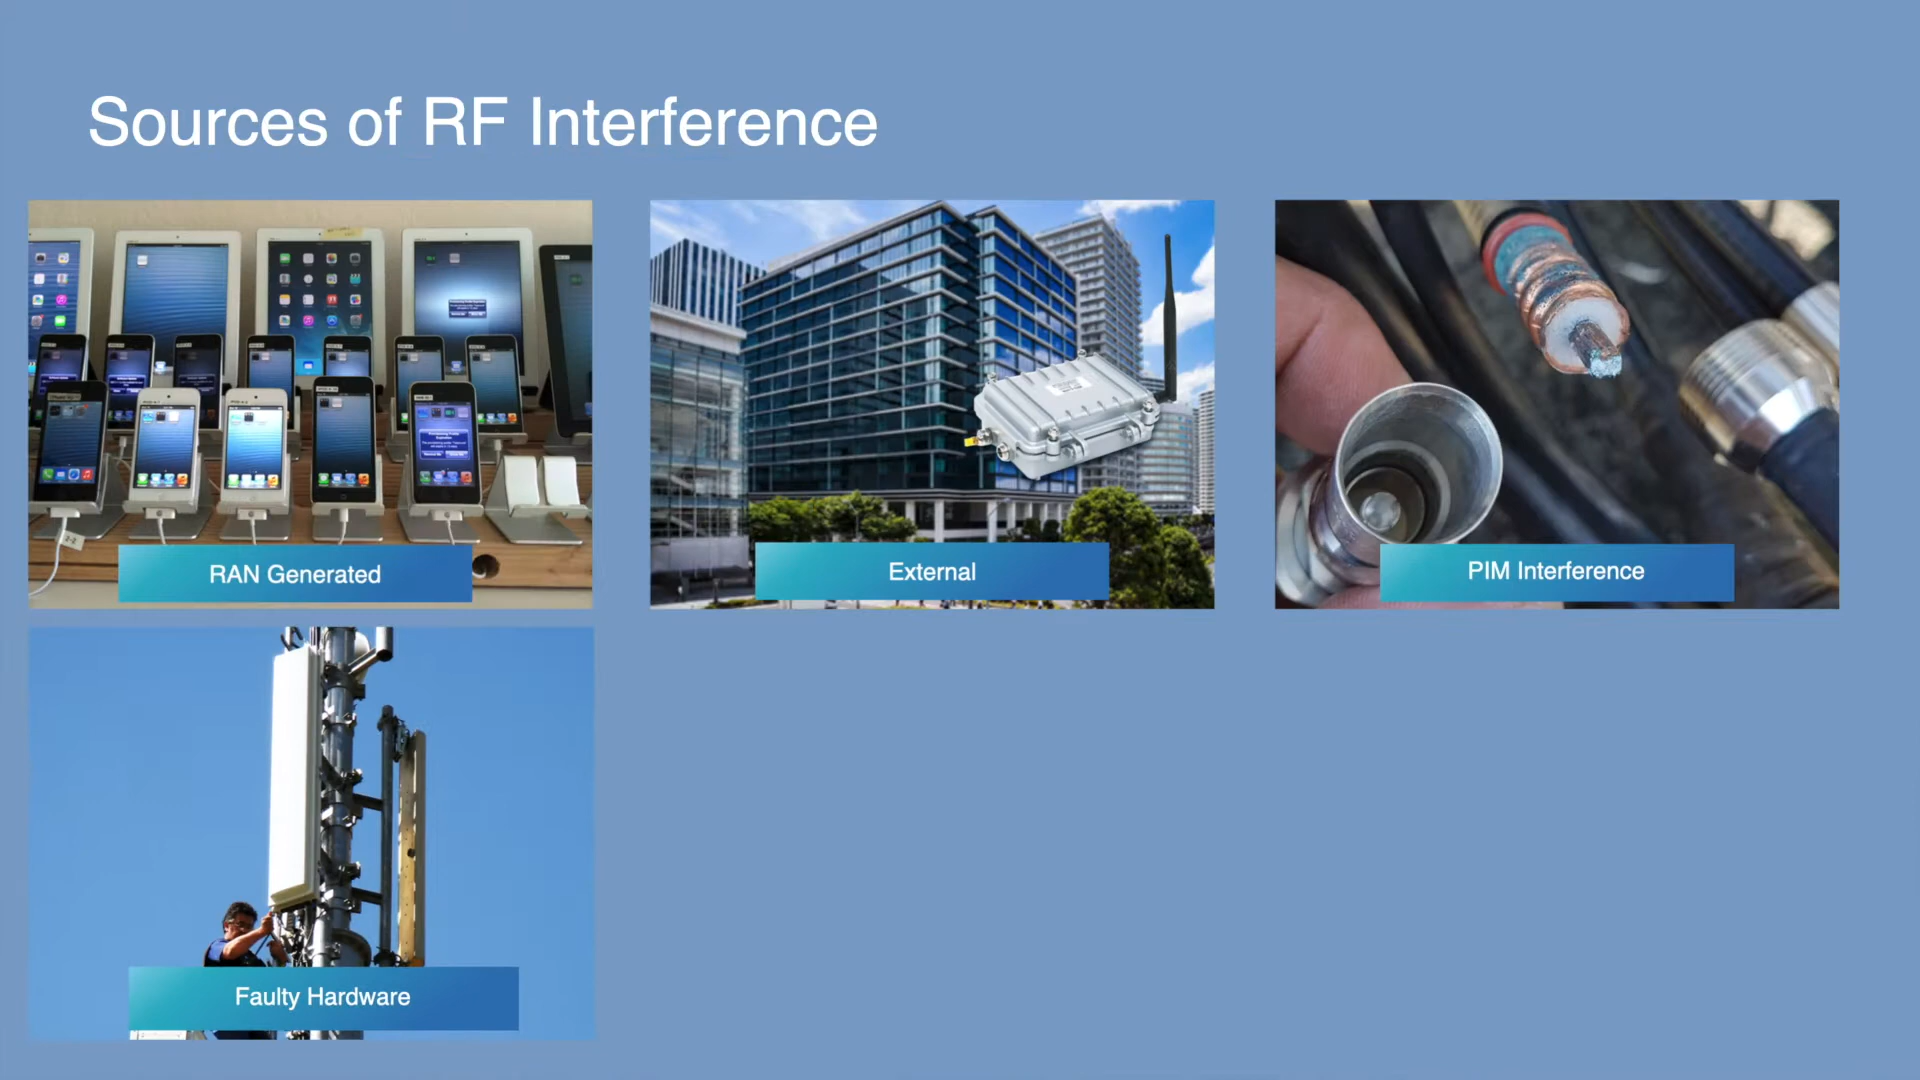 Sources of RF Interference
RAN Generated
External
PIM Interference
Faulty Hardware